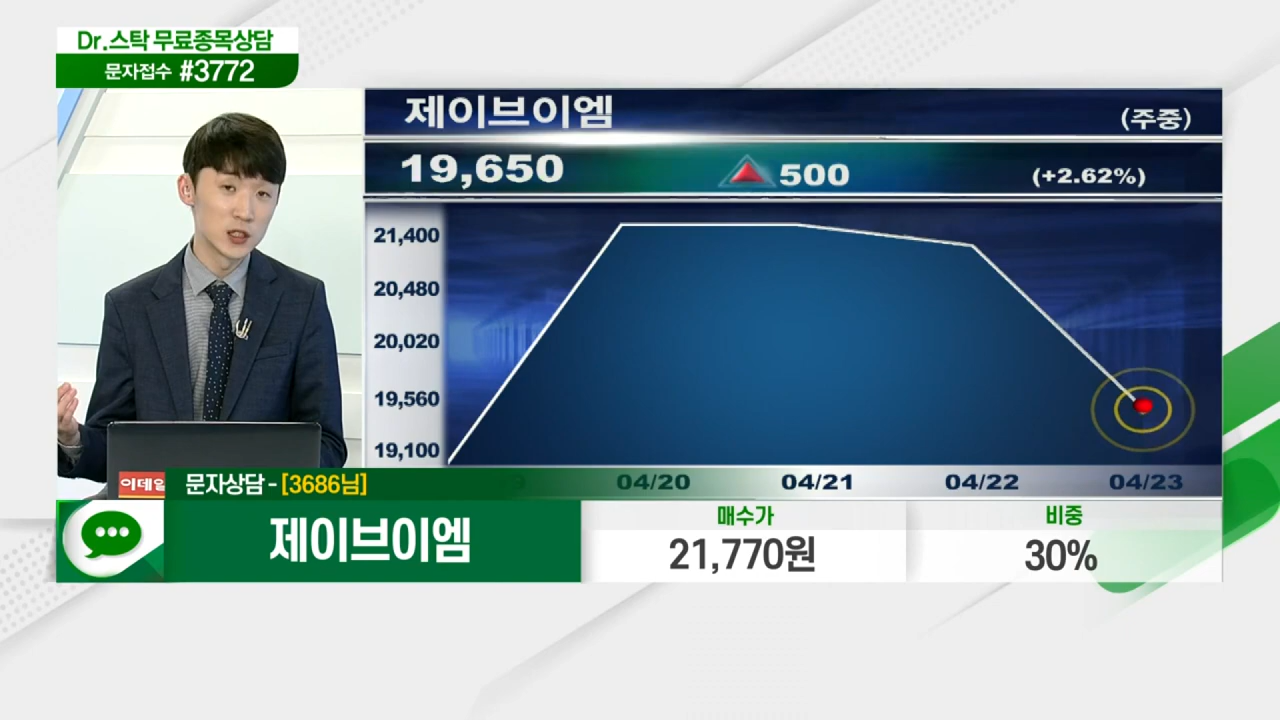 Dr.스탁 무료종목상담
문자접수 #3772
제이브이엠 (주중)
19,650 500 (+2.62%)
21,400
20,480
20,020
19,560
19,100
04/20 04/21 04/22 04/23
이데일
문자상담 - [3686님]
제이브이엠
매수가 비중
21,770원 30%